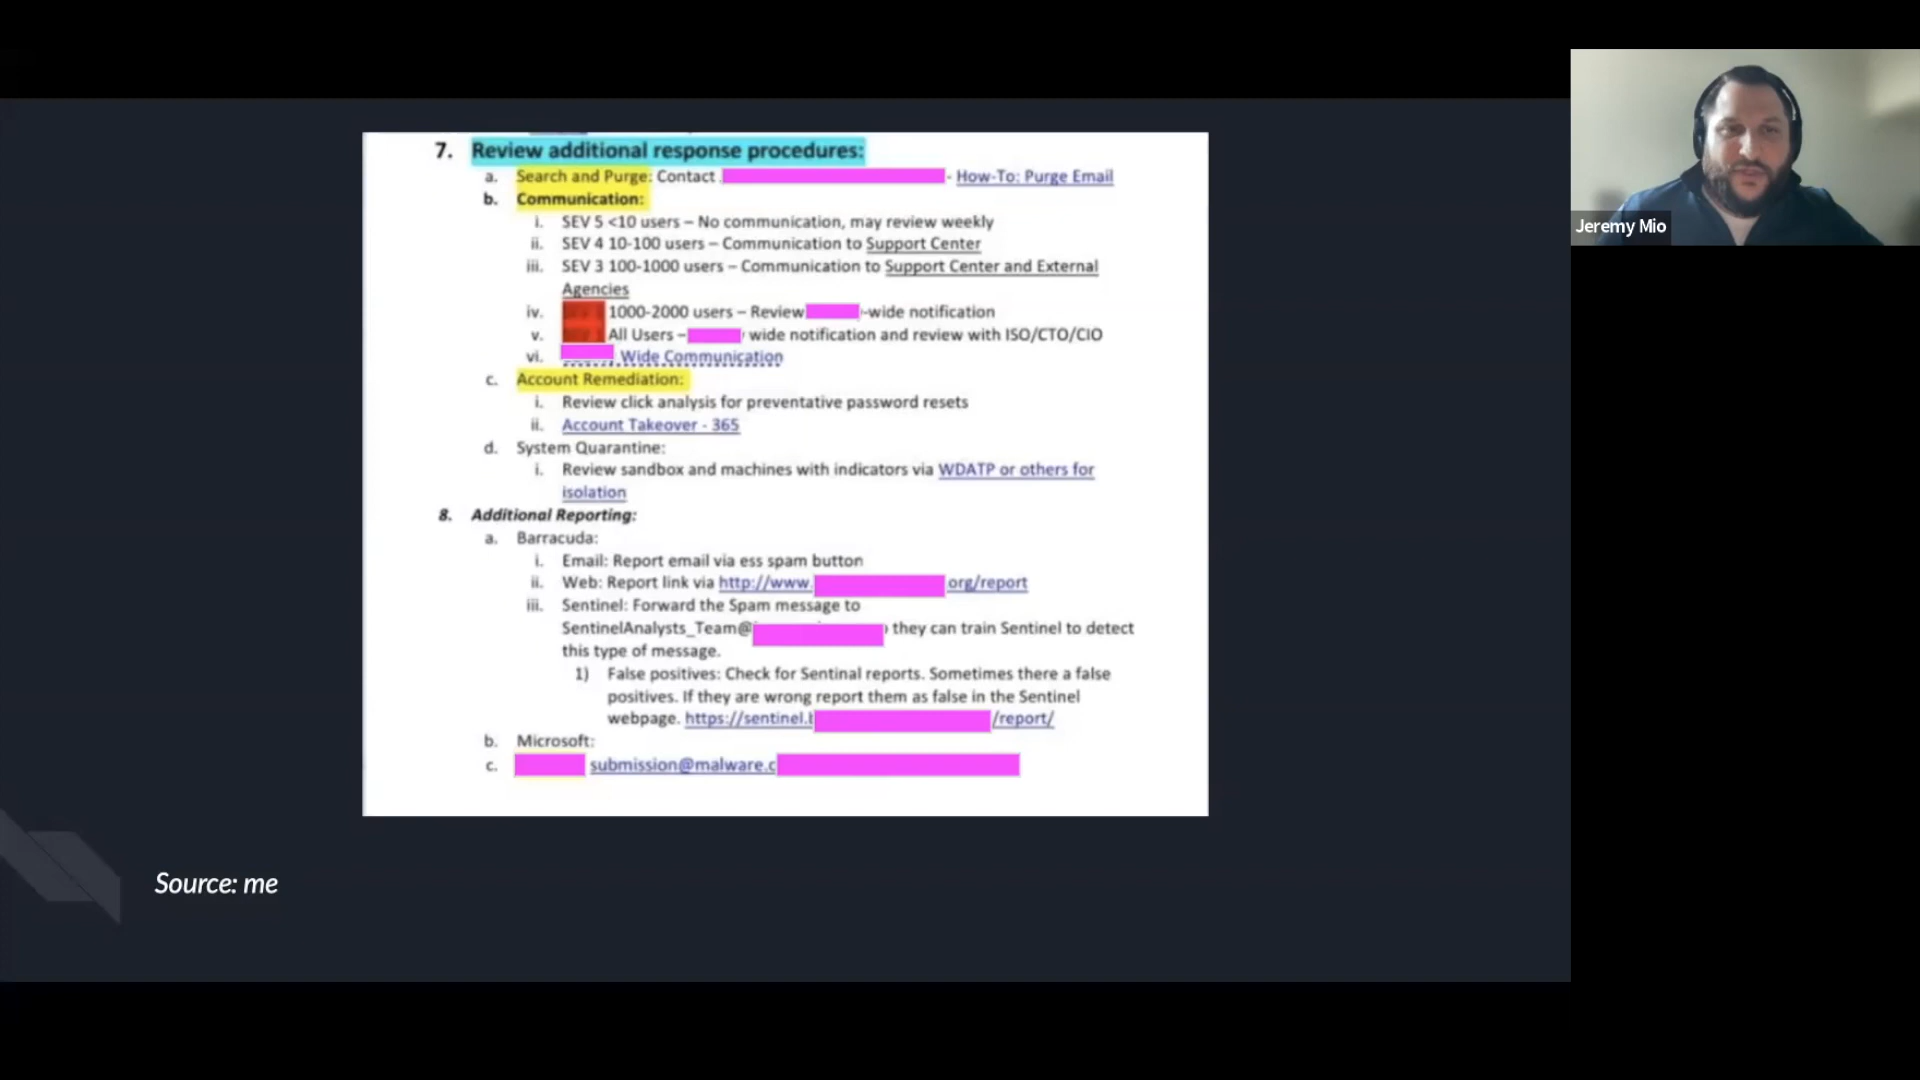 7. Review additional response procedures:
a. Search and Purge: Contact - How-To: Purge Email
b. Communication:
i. SEV 5 <10 users – No communication, may review weekly
ii. SEV 4 10-100 users – Communication to Support Center
iii. SEV 3 100-1000 users – Communication to Support Center and External
Agencies
iv. 1000-2000 users – Review -wide notification
v. All Users – wide notification and review with ISO/CTO/CIO
vi. Wide Communication
c. Account Remediation:
i. Review click analysis for preventative password resets
ii. Account Takeover - 365
d. System Quarantine:
i. Review sandbox and machines with indicators via WDATP or others for
isolation
8. Additional Reporting:
a. Barracuda:
i. Email: Report email via ess spam button
ii. Web: Report link via http://www. org/report
iii. Sentinel: Forward the Spam message to
SentinelAnalysts_Team@ they can train Sentinel to detect
this type of message.
1) False positives: Check for Sentinal reports. Sometimes there a false
positives. If they are wrong report them as false in the Sentinel
webpage. https://sentinel. /report/
b. Microsoft:
c. submission@malware.c
Source: me
Jeremy Mio